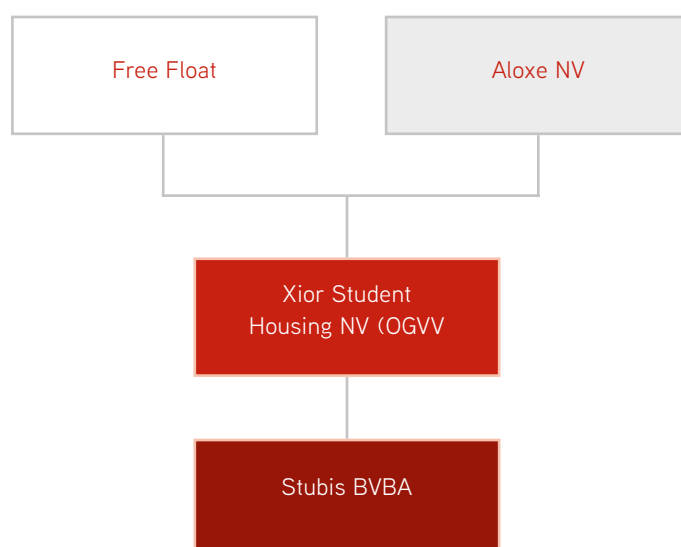 Free Float
Aloxe NV
Xior Student
Housing NV (OGVV
Stubis BVBA